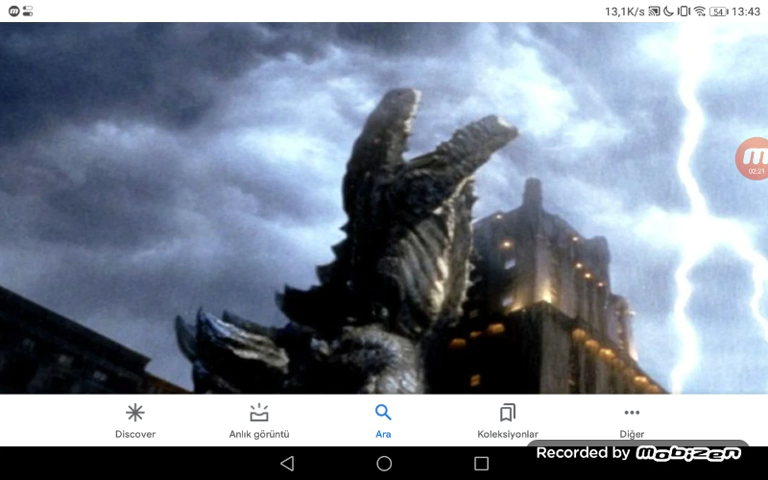 13,1K/s 54 13:43
02:21
Discover Anlık görüntü Ara Koleksiyonlar Diğer
Recorded by mobizen